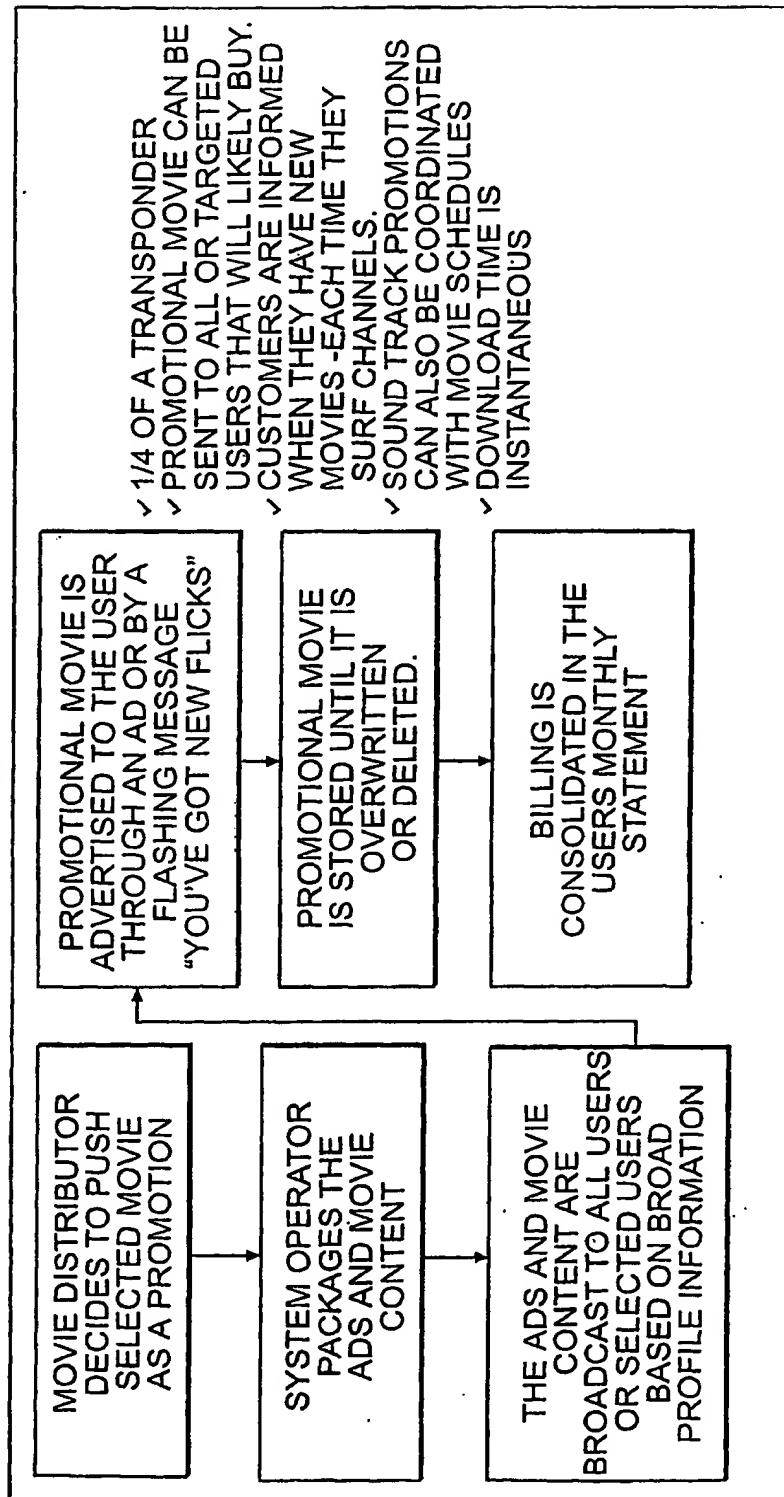 MOVIE DISTRIBUTOR
DECIDES TO PUSH
SELECTED MOVIE
AS A PROMOTION
SYSTEM OPERATOR
PACKAGES THE
ADS AND MOVIE
CONTENT
THE ADS AND MOVIE
CONTENT ARE
BROADCAST TO ALL USERS
OR SELECTED USERS
BASED ON BROAD
PROFILE INFORMATION
PROMOTIONAL MOVIE IS
ADVERTISED TO THE USER
THROUGH AN AD OR BY A
FLASHING MESSAGE
“YOU'VE GOT NEW FLICKS”
PROMOTIONAL MOVIE
IS STORED UNTIL IT IS
OVERWRITTEN
OR DELETED.
BILLING IS
CONSOLIDATED IN THE
USERS MONTHLY
STATEMENT
✓ 1/4 OF A TRANSPONDER
✓ PROMOTIONAL MOVIE CAN BE
SENT TO ALL OR TARGETED
USERS THAT WILL LIKELY BUY.
✓ CUSTOMERS ARE INFORMED
WHEN THEY HAVE NEW
MOVIES -EACH TIME THEY
SURF CHANNELS.
✓ SOUND TRACK PROMOTIONS
CAN ALSO BE COORDINATED
WITH MOVIE SCHEDULES
✓ DOWNLOAD TIME IS
INSTANTANEOUS